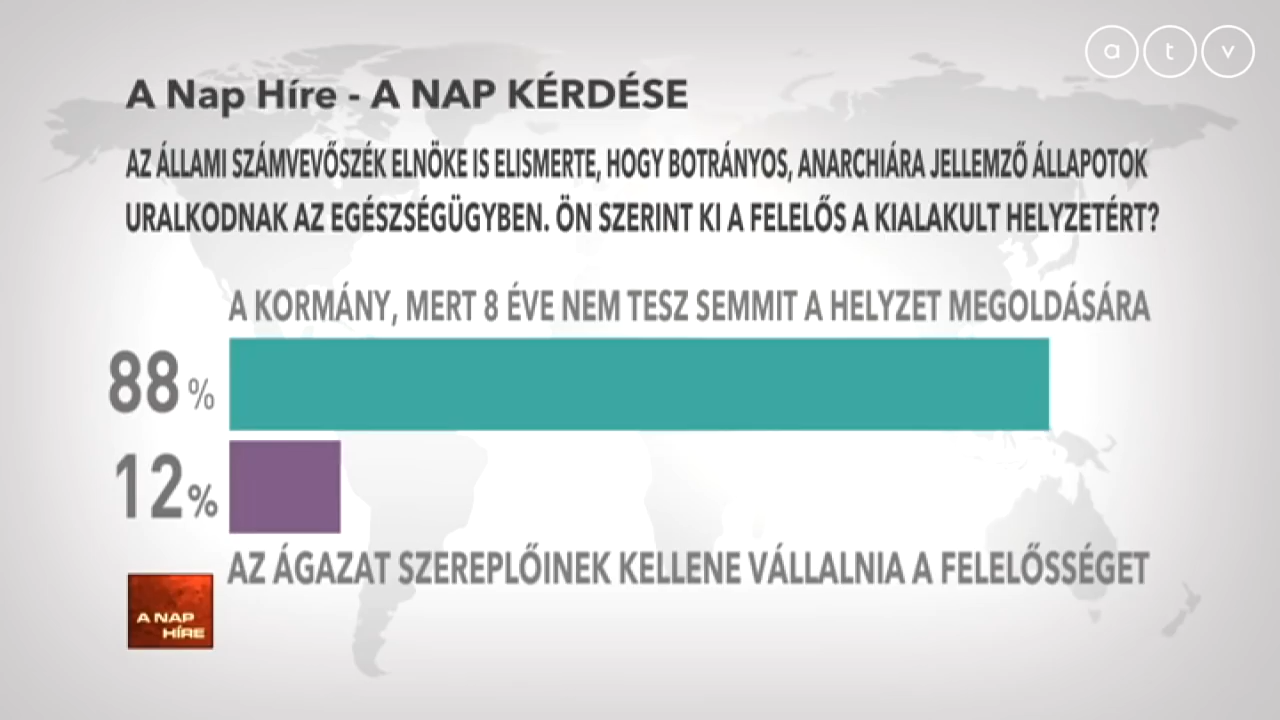 a t v
A Nap Híre - A NAP KÉRDÉSE
AZ ÁLLAMI SZÁMVEVŐSZÉK ELNÖKE IS ELISMERTE, HOGY BOTRÁNYOS, ANARCHIÁRA JELLEMZŐ ÁLLAPOTOK
URALKODNAK AZ EGÉSZSÉGÜGYBEN. ÖN SZERINT KI A FELELŐS A KIALAKULT HELYZETÉRT?
A KORMÁNY, MERT 8 ÉVE NEM TESZ SEMMIT A HELYZET MEGOLDÁSÁRA
88 %
12%
AZ ÁGAZAT SZEREPLŐINEK KELLENE VÁLLALNIA A FELELŐSSÉGET
A NAP
HÍRE